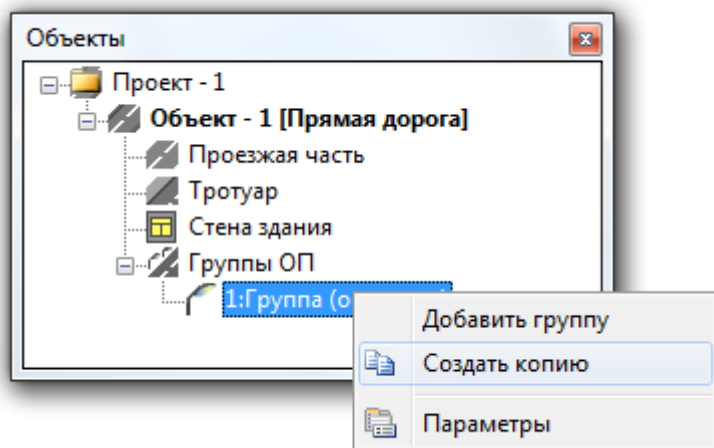 Объекты
Проект - 1
Объект - 1 [Прямая дорога]
Проезжая часть
Тротуар
Стена здания
Группы ОП
1:Группа (о
Добавить группу
Создать копию
Параметры